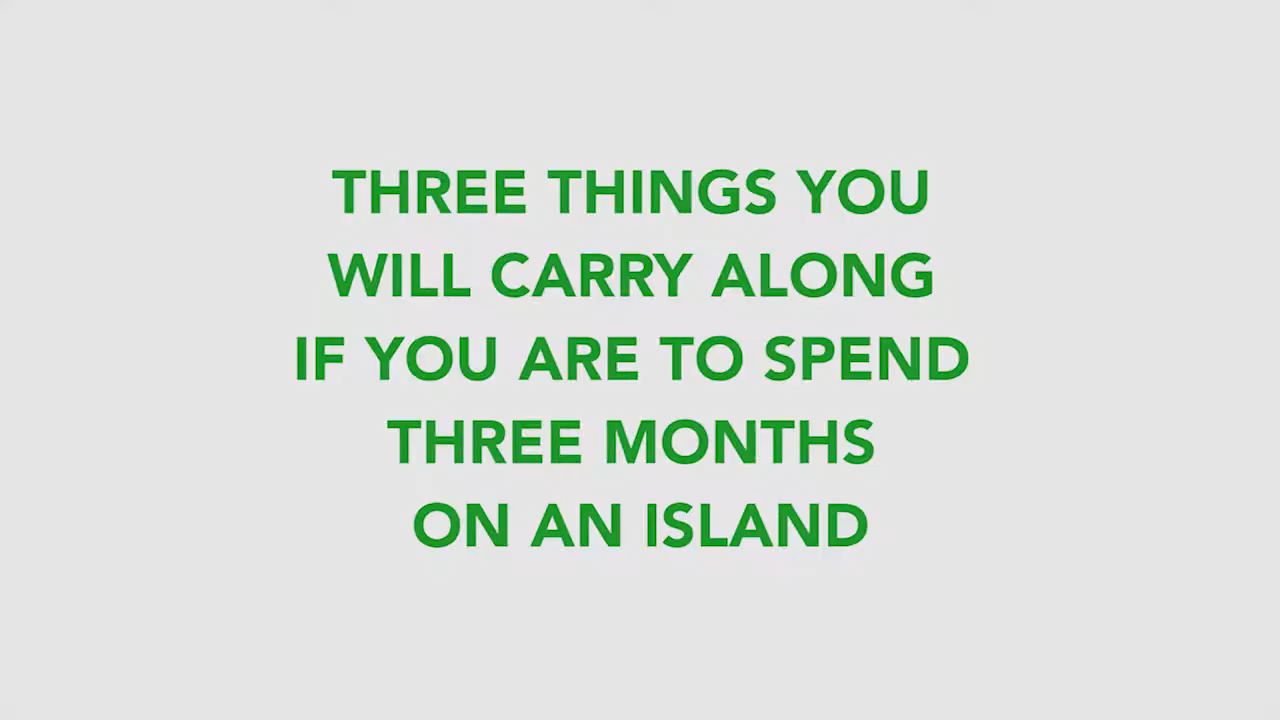 THREE THINGS YOU
WILL CARRY ALONG
IF YOU ARE TO SPEND
THREE MONTHS
ON AN ISLAND